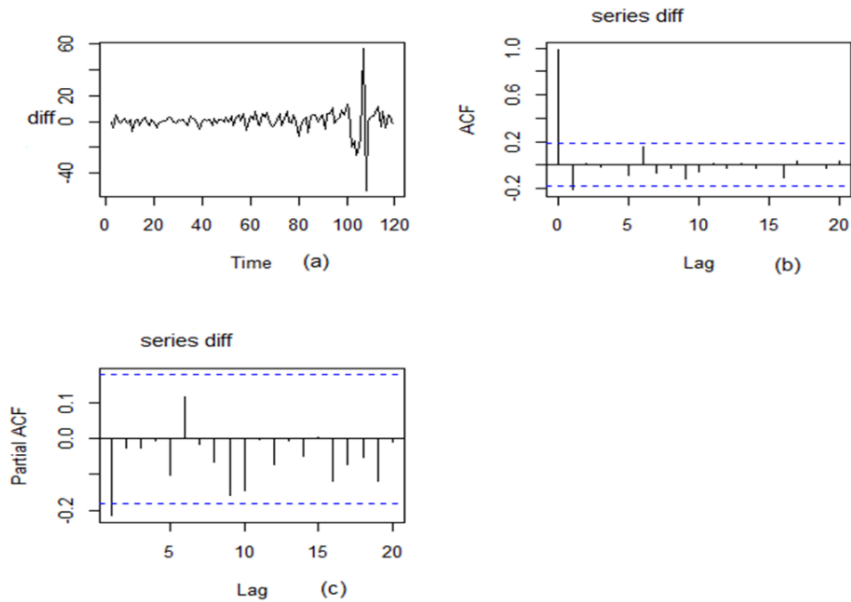 series diff
60
20
0
-40
diff
0 20 40 60 80 100 120
Time (a)
1.0
0.6
0.2
-0.2
ACF
0 5 10 15 20
Lag (b)
series diff
0.1
0.0
-0.2
Partial ACF
5 10 15 20
Lag (c)